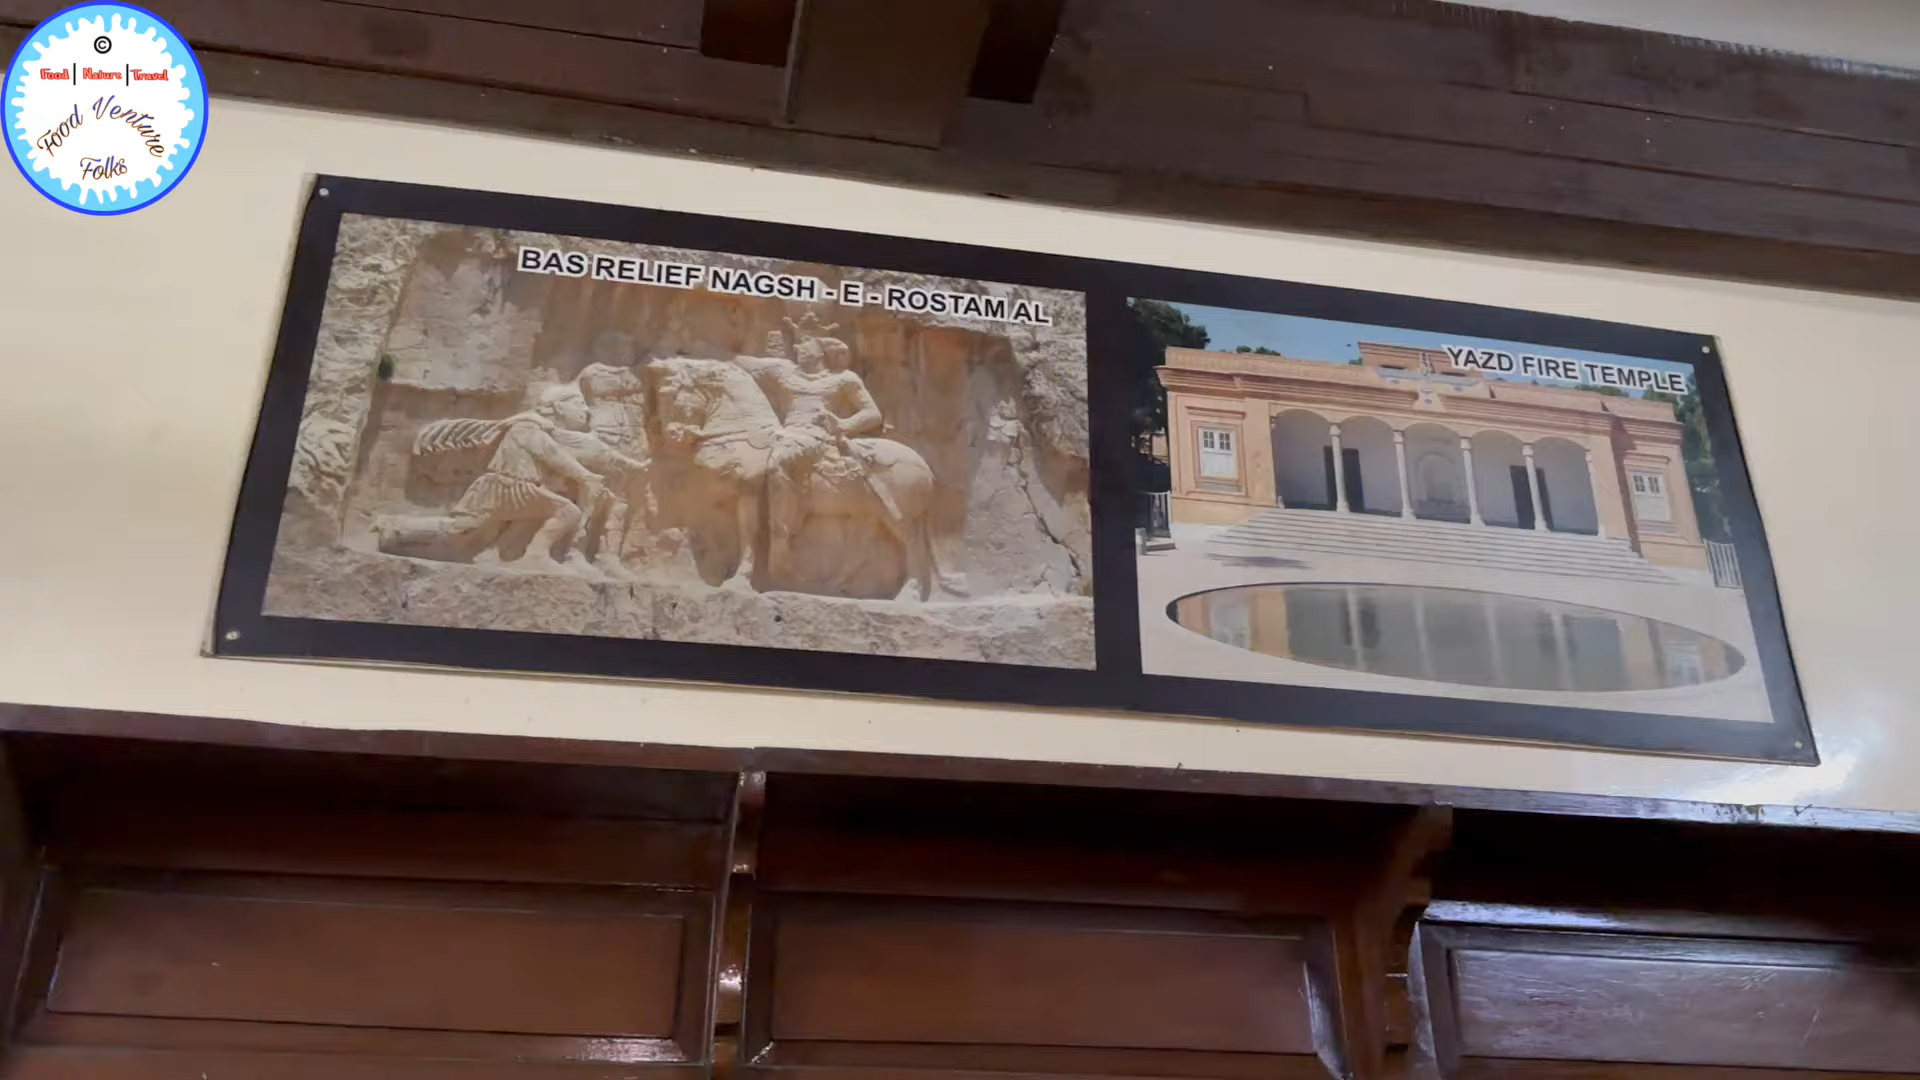 ©
Food | Nature | Travel
Food Venture
Folks
BAS RELIEF NAGSH - E - ROSTAM AL
YAZD FIRE TEMPLE